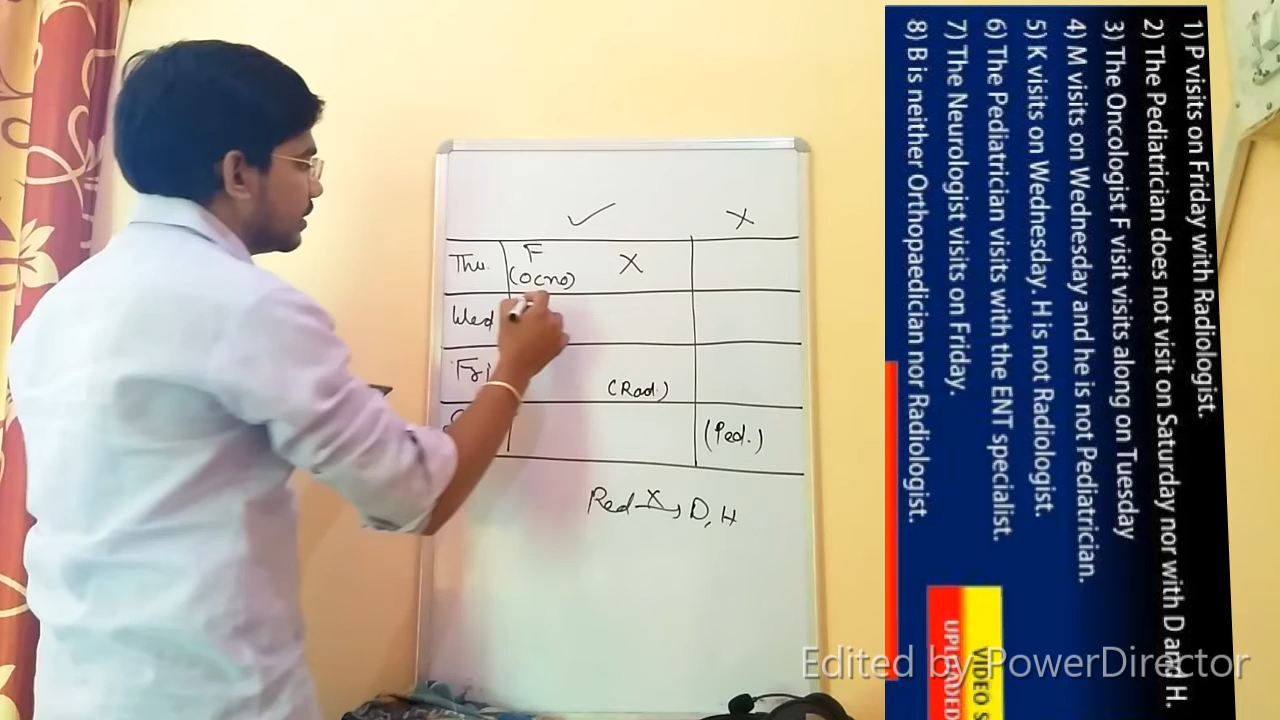 ✓ X
Thu. F X
(Ocno)
Wed
Fri (Rad.)
(Ped.)
Ped X→ D, H
1) P visits on Friday with Radiologist.
2) The Pediatrician does not visit on Saturday nor with D and H.
3) The Oncologist F visit visits along on Tuesday
4) M visits on Wednesday and he is not Pediatrician.
5) K visits on Wednesday. H is not Radiologist.
6) The Pediatrician visits with the ENT specialist.
7) The Neurologist visits on Friday.
8) B is neither Orthopaedician nor Radiologist.
VIDEO S
UPLOADED
Edited by PowerDirector